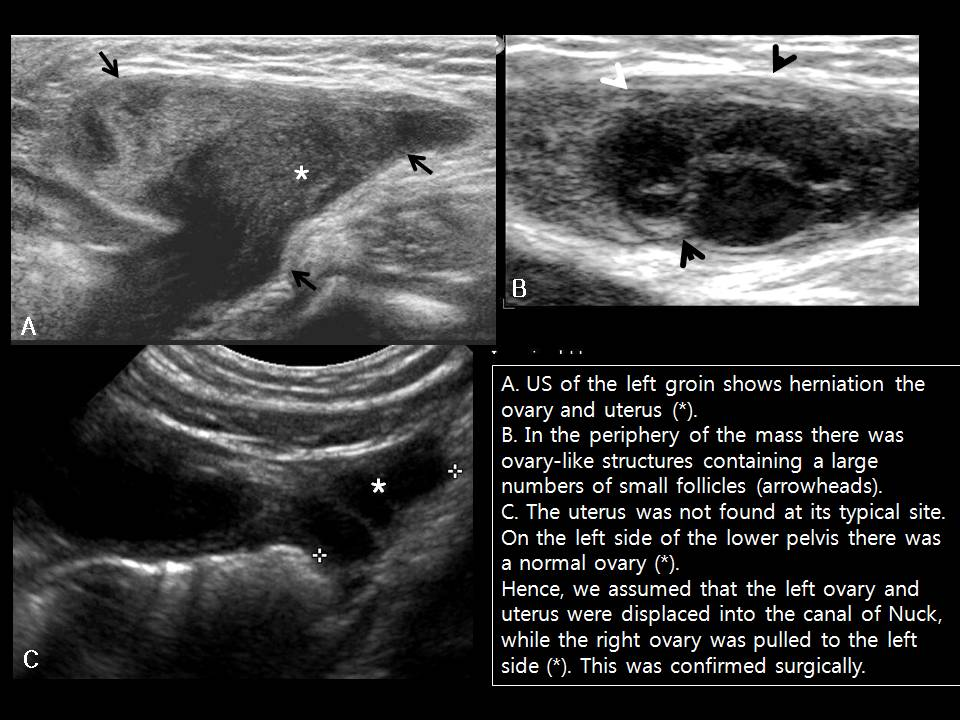 A
B
C
A. US of the left groin shows herniation the
ovary and uterus (*).
B. In the periphery of the mass there was
ovary-like structures containing a large
numbers of small follicles (arrowheads).
C. The uterus was not found at its typical site.
On the left side of the lower pelvis there was
a normal ovary (*).
Hence, we assumed that the left ovary and
uterus were displaced into the canal of Nuck,
while the right ovary was pulled to the left
side (*). This was confirmed surgically.